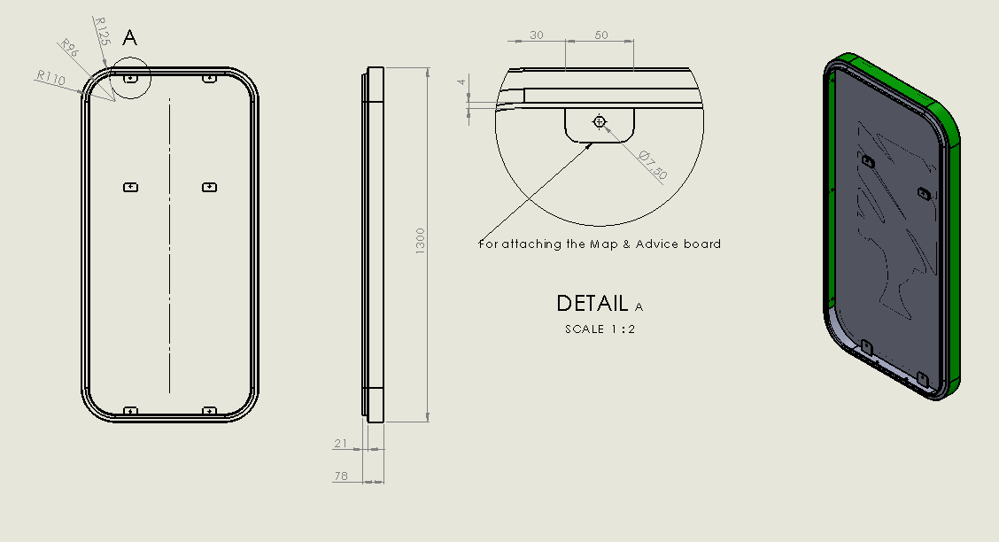 R125
A
R96
R110
30
50
4
Ø7,50
1300
For attaching the Map & Advice board
DETAIL A
SCALE 1 : 2
21
78